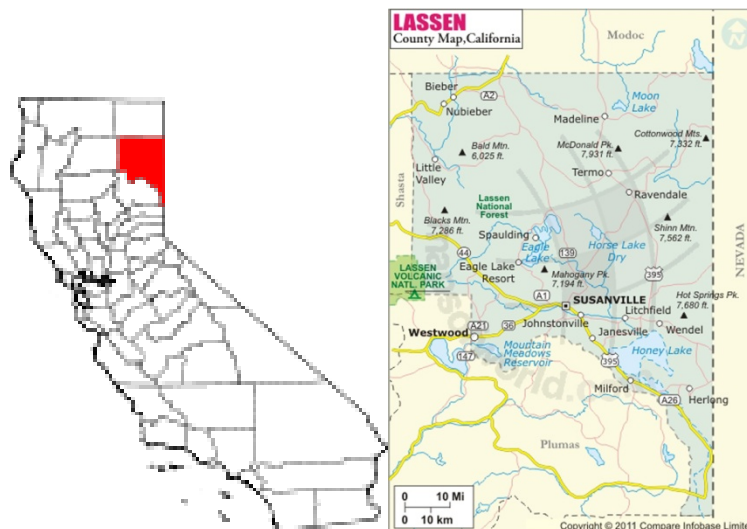 LASSEN
County Map,California
N
Modoc
Bieber
A2
Nubieber
Moon
Lake
Madeline
Cottonwood Mts.
7,332 ft.
Bald Mtn.
6,025 ft.
McDonald Pk.
7,931 ft.
Little
Valley
Termo
Shasta
Ravendale
Lassen
National
Forest
Blacks Mtn.
7,286 ft.
Shinn Mtn.
7,562 ft.
Spaulding
Eagle
Lake
139
Horse Lake
Dry
NEVADA
44
Eagle Lake
Resort
395
LASSEN
VOLCANIC
NATL. PARK
Mahogany Pk.
7,194 ft.
A1
SUSANVILLE
Hot Springs Pk.
7,680 ft.
Litchfield
A21
36
Johnstonville
Wendel
Westwood
Janesville
Mountain
Meadows
Reservoir
Honey Lake
147
395
Milford
Herlong
A26
Plumas
0 10 Mi
0 10 km
Copyright © 2011 Compare Infobase Limite